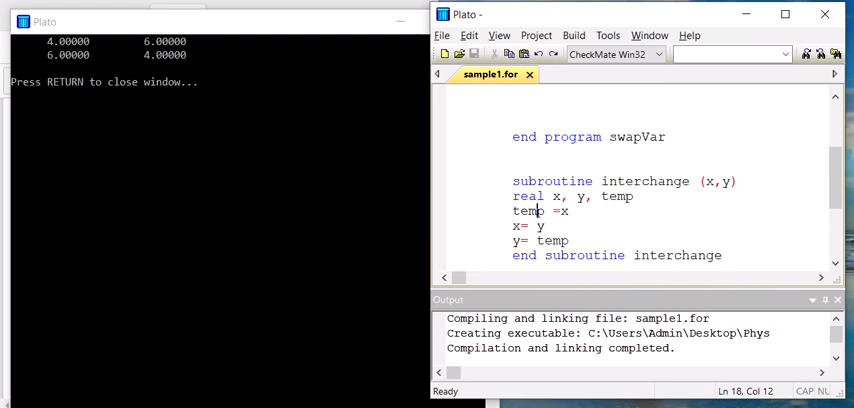 Plato
4.00000 6.00000
6.00000 4.00000
Press RETURN to close window...
Plato -
File Edit View Project Build Tools Window Help
CheckMate Win32
sample1.for
end program swapVar
subroutine interchange (x,y)
real x, y, temp
temp =x
x= y
y= temp
end subroutine interchange
Output
Compiling and linking file: sample1.for
Creating executable: C:\Users\Admin\Desktop\Phys
Compilation and linking completed.
Ready Ln 18, Col 12 CAP NU